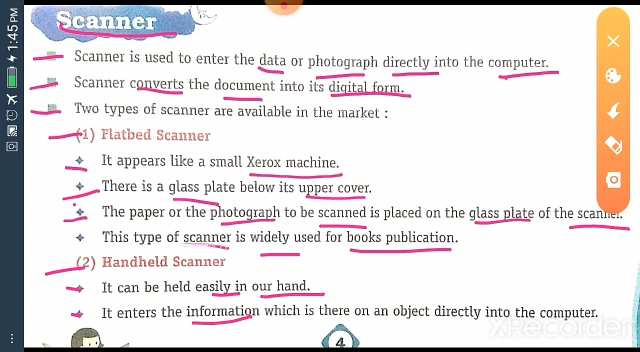 1:45PM
Scanner
Scanner is used to enter the data or photograph directly into the computer.
Scanner converts the document into its digital form.
Two types of scanner are available in the market :
(1) Flatbed Scanner
It appears like a small Xerox machine.
There is a glass plate below its upper cover.
The paper or the photograph to be scanned is placed on the glass plate of the scanner.
This type of scanner is widely used for books publication.
(2) Handheld Scanner
It can be held easily in our hand.
It enters the information which is there on an object directly into the computer.
4
XRecorder